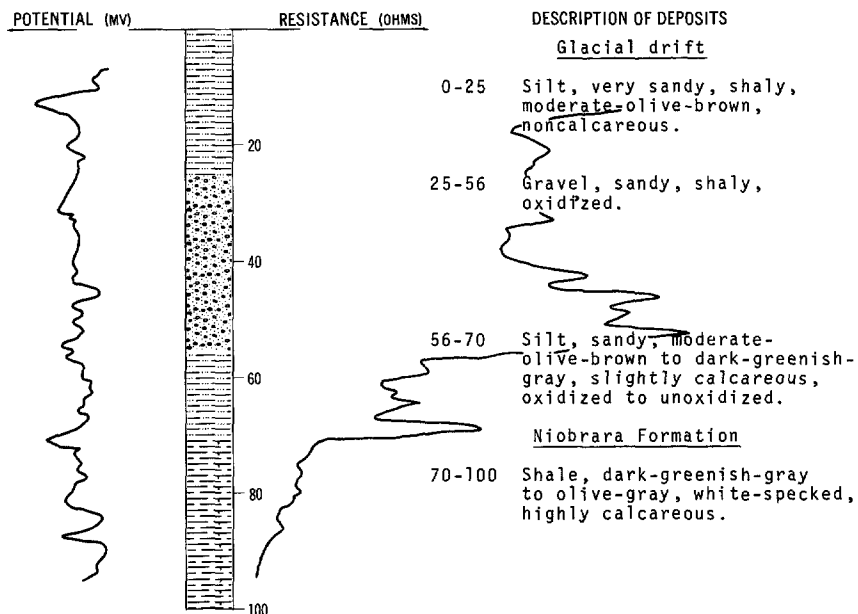 POTENTIAL (MV) RESISTANCE (OHMS) DESCRIPTION OF DEPOSITS
Glacial drift
0-25 Silt, very sandy, shaly,
moderate-olive-brown,
noncalcareous.
20
25-56 Gravel, sandy, shaly,
oxidized.
40
56-70 Silt, sandy, moderate-
olive-brown to dark-greenish-
gray, slightly calcareous,
oxidized to unoxidized.
60
Niobrara Formation
70-100 Shale, dark-greenish-gray
to olive-gray, white-specked,
highly calcareous.
80
100